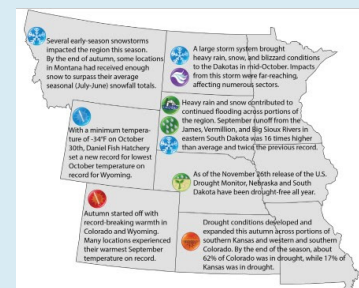 Several early-season snowstorms
impacted the region this season.
By the end of autumn, some locations
in Montana had received enough
snow to surpass their average
seasonal (July-June) snowfall totals.
A large storm system brought
heavy rain, snow, and blizzard conditions
to the Dakotas in mid-October. Impacts
from this storm were far-reaching,
affecting numerous sectors.
Heavy rain and snow contributed to
continued flooding across portions of
the region. September runoff from the
James, Vermillion, and Big Sioux Rivers in
eastern South Dakota was 16 times higher
than average and twice the previous record.
With a minimum tempera-
ture of -34°F on October
30th, Daniel Fish Hatchery
set a new record for lowest
October temperature on
record for Wyoming.
As of the November 26th release of the U.S.
Drought Monitor, Nebraska and South
Dakota have been drought-free all year.
Autumn started off with
record-breaking warmth in
Colorado and Wyoming.
Many locations experienced
their warmest September
temperature on record.
Drought conditions developed and
expanded this autumn across portions of
southern Kansas and western and southern
Colorado. By the end of the season, about
62% of Colorado was in drought, while 17%
of Kansas was in drought.